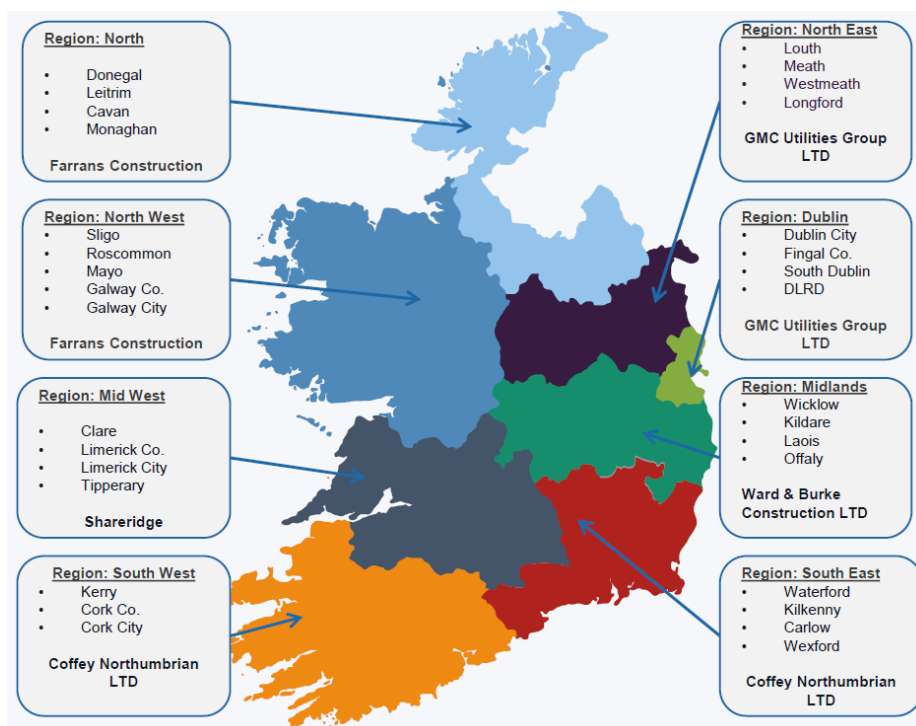 Region: North
• Donegal
• Leitrim
• Cavan
• Monaghan
Farrans Construction
Region: North West
• Sligo
• Roscommon
• Mayo
• Galway Co.
• Galway City
Farrans Construction
Region: Mid West
• Clare
• Limerick Co.
• Limerick City
• Tipperary
Shareridge
Region: South West
• Kerry
• Cork Co.
• Cork City
Coffey Northumbrian
LTD
Region: North East
• Louth
• Meath
• Westmeath
• Longford
GMC Utilities Group
LTD
Region: Dublin
• Dublin City
• Fingal Co.
• South Dublin
• DLRD
GMC Utilities Group
LTD
Region: Midlands
• Wicklow
• Kildare
• Laois
• Offaly
Ward & Burke
Construction LTD
Region: South East
• Waterford
• Kilkenny
• Carlow
• Wexford
Coffey Northumbrian
LTD